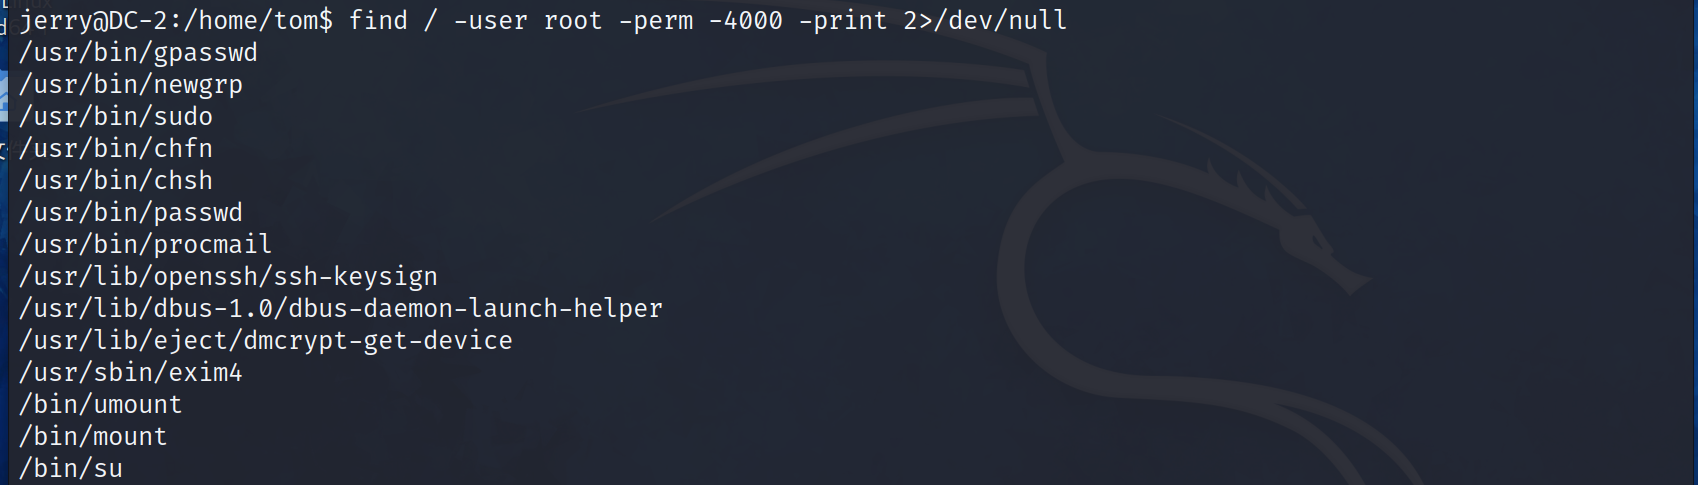 jerry@DC-2:/home/tom$ find / -user root -perm -4000 -print 2>/dev/null
/usr/bin/gpasswd
/usr/bin/newgrp
/usr/bin/sudo
/usr/bin/chfn
/usr/bin/chsh
/usr/bin/passwd
/usr/bin/procmail
/usr/lib/openssh/ssh-keysign
/usr/lib/dbus-1.0/dbus-daemon-launch-helper
/usr/lib/eject/dmcrypt-get-device
/usr/sbin/exim4
/bin/umount
/bin/mount
/bin/su